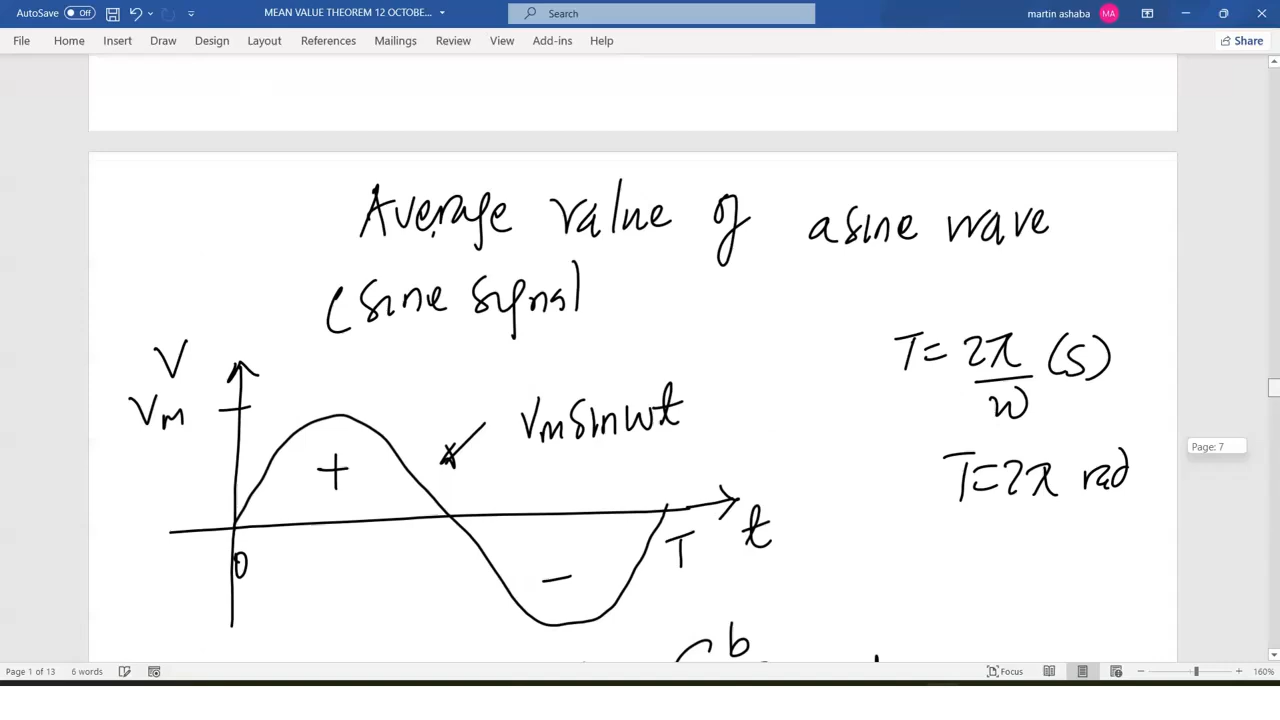 AutoSave Off MEAN VALUE THEOREM 12 OCTOBE... Search martin ashaba MA
File Home Insert Draw Design Layout References Mailings Review View Add-ins Help Share
Average value of a sine wave
(sine signal
V
Vm
Vm sin wt
+
−
0
T
t
T = 2π/w (S)
T = 2π rad
b
Page: 7
Page 1 of 13 6 words Focus 160%